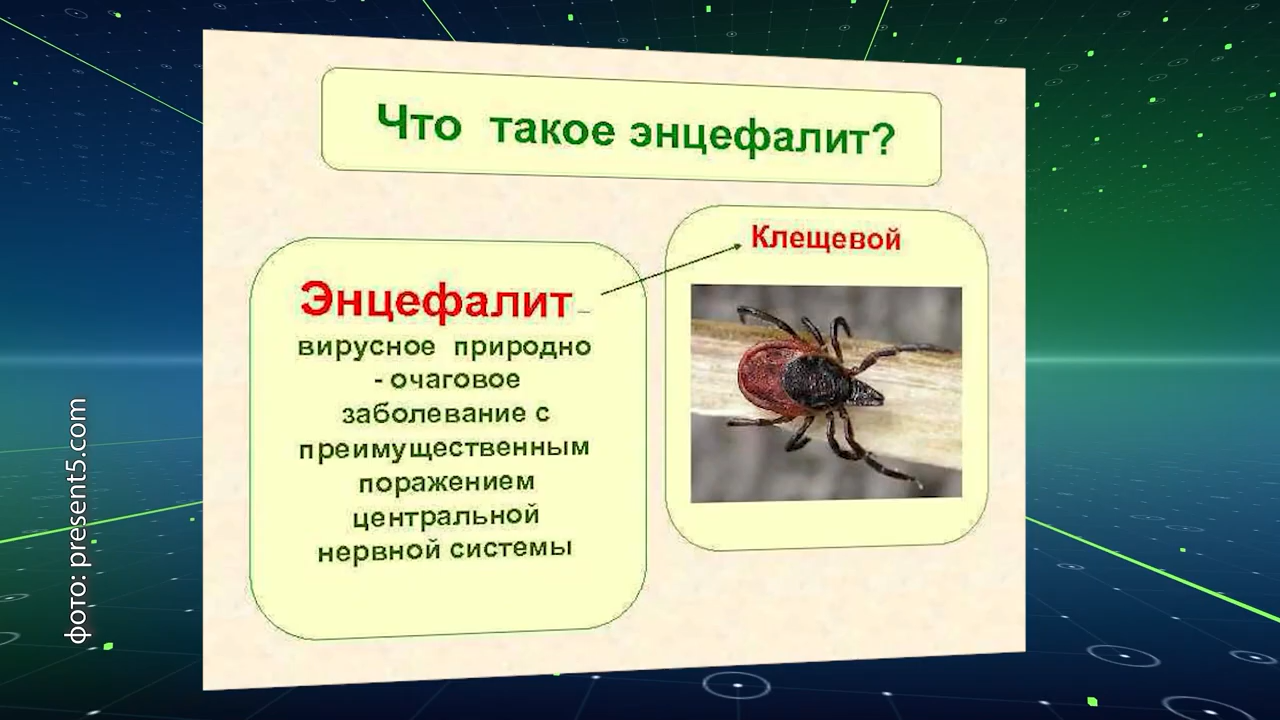 Что такое энцефалит?
Клещевой
Энцефалит –
вирусное природно
- очаговое
заболевание с
преимущественным
поражением
центральной
нервной системы
фото: present5.com